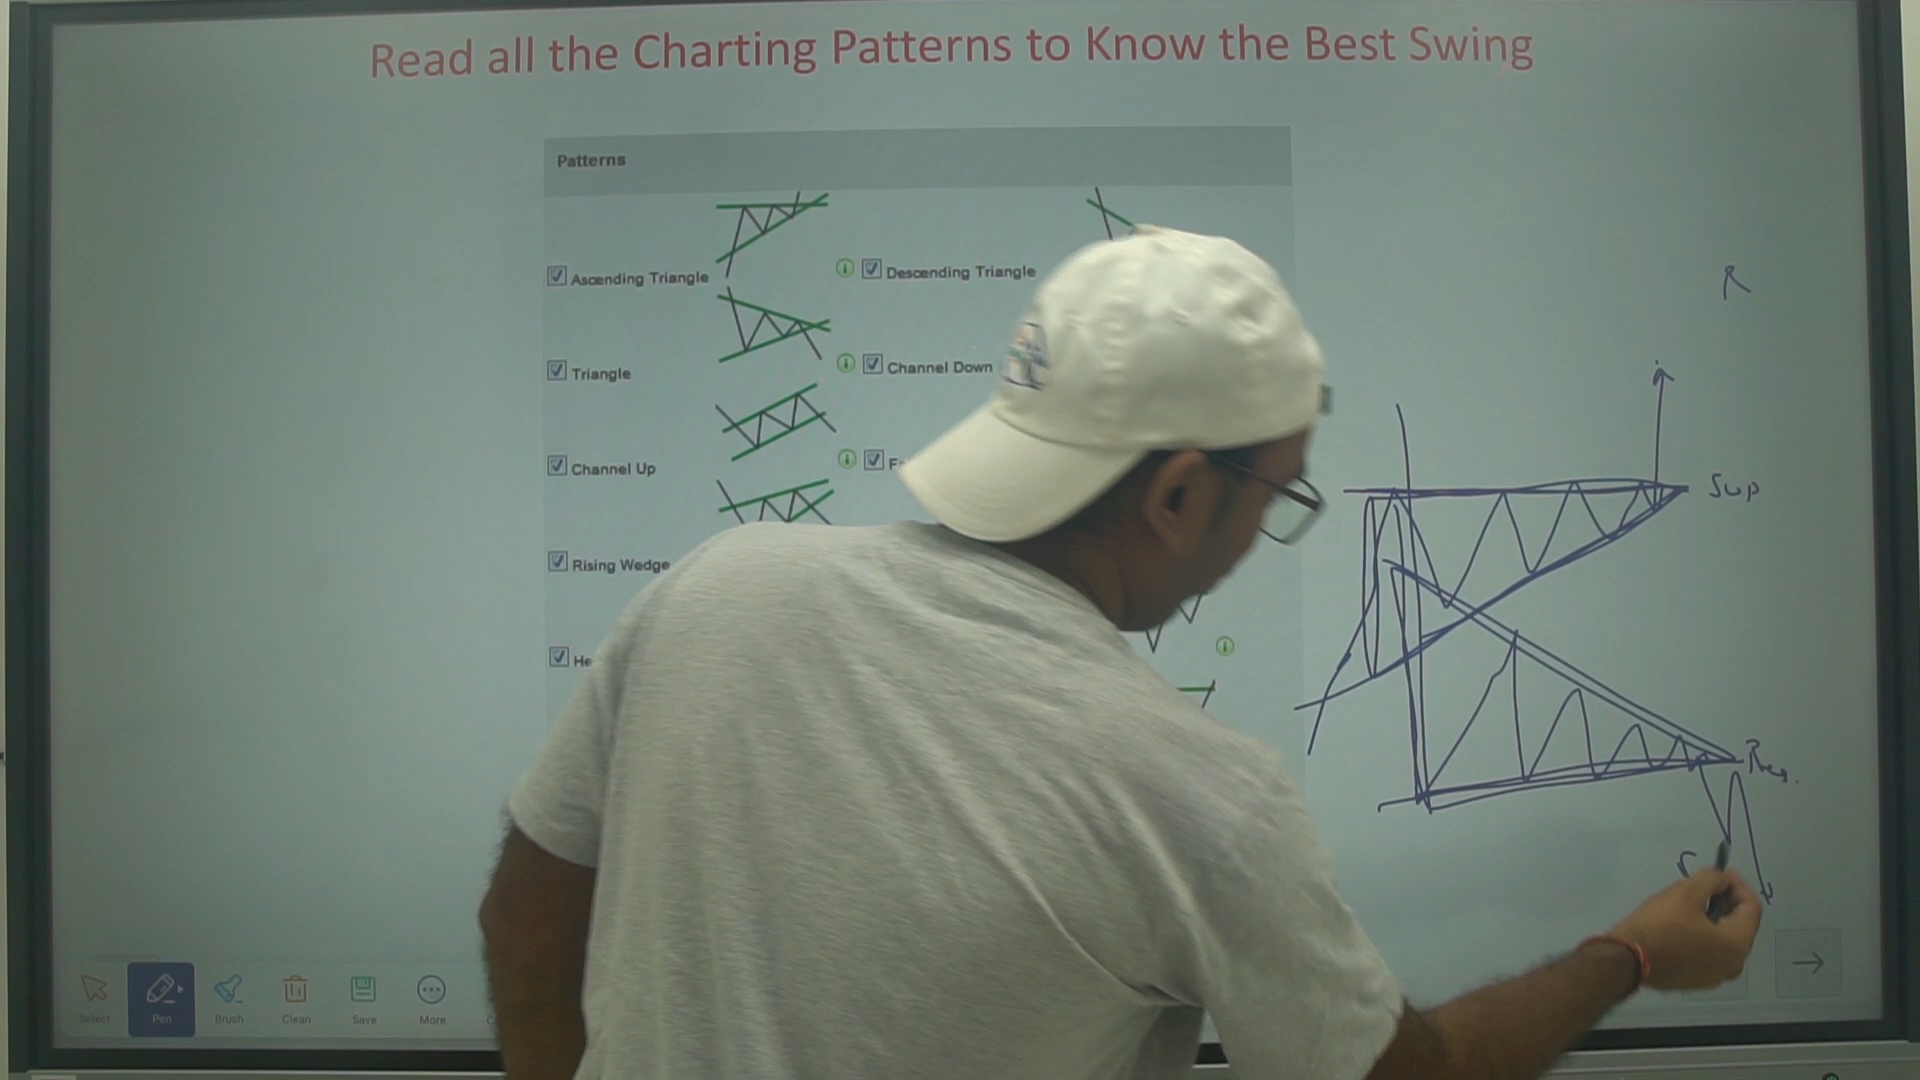 Read all the Charting Patterns to Know the Best Swing
Patterns
Ascending Triangle
Descending Triangle
Triangle
Channel Down
Channel Up
Rising Wedge
R
Sup
Res.
r
Select
Pen
Brush
Clean
Save
More